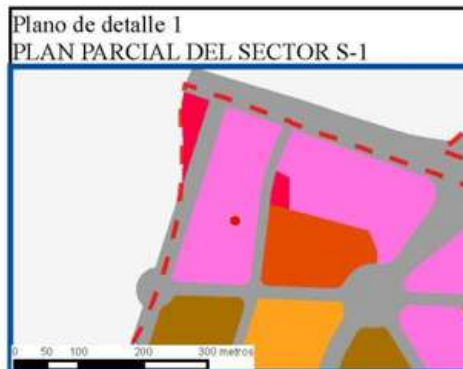 Plano de detalle 1
PLAN PARCIAL DEL SECTOR S-1
0 50 100 200 300 metros